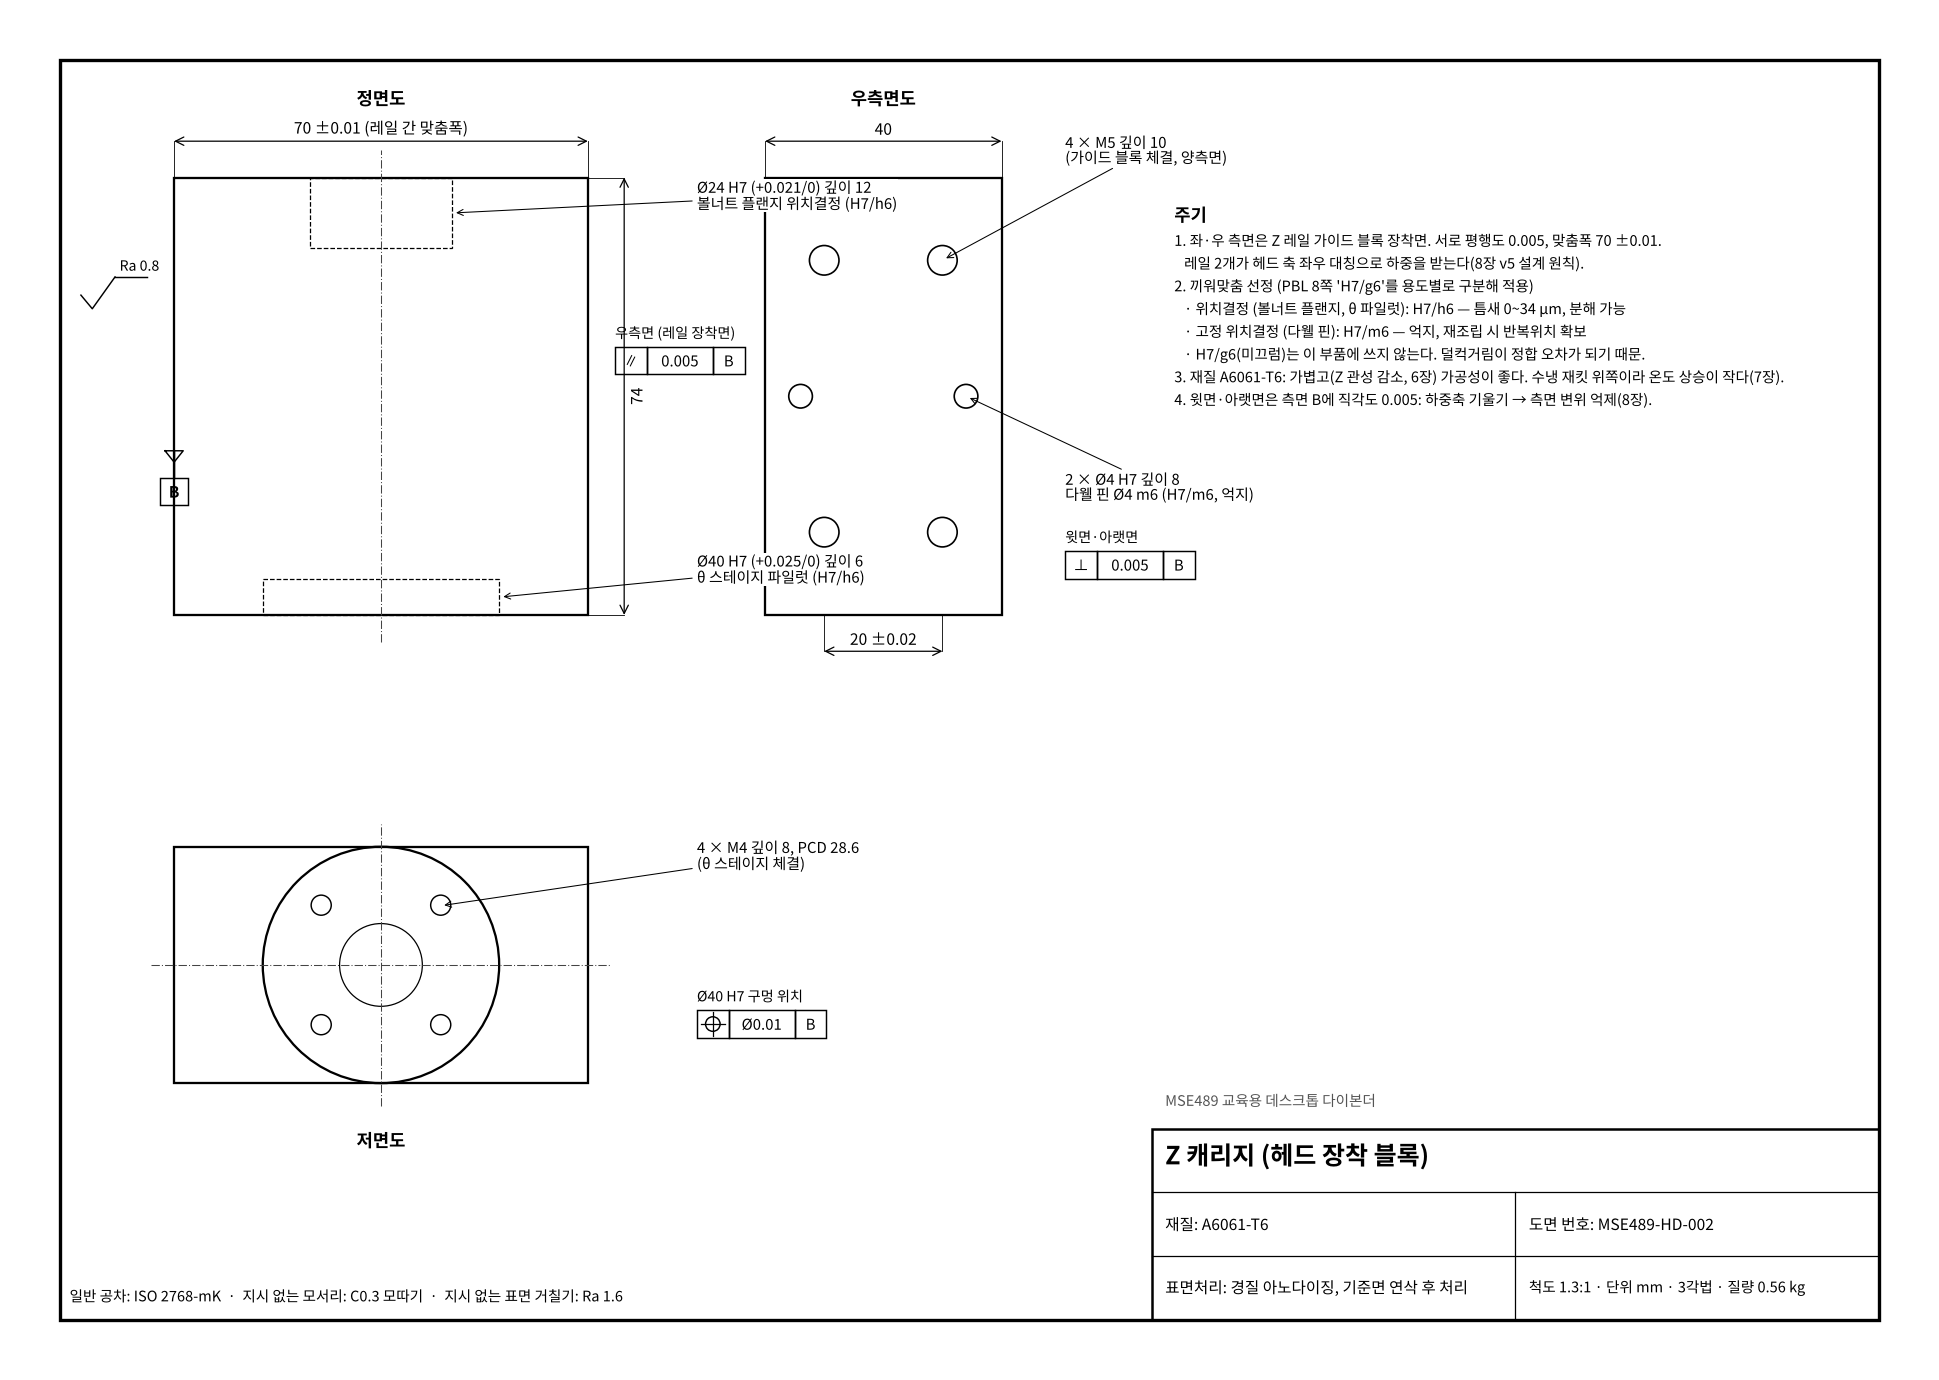 정면도
70 ±0.01 (레일 간 맞춤폭)
Ra 0.8
B
Ø24 H7 (+0.021/0) 깊이 12
볼너트 플랜지 위치결정 (H7/h6)
우측면 (레일 장착면)
⫽ 0.005 B
74
Ø40 H7 (+0.025/0) 깊이 6
θ 스테이지 파일럿 (H7/h6)
우측면도
40
20 ±0.02
4 × M5 깊이 10
(가이드 블록 체결, 양측면)
2 × Ø4 H7 깊이 8
다웰 핀 Ø4 m6 (H7/m6, 억지)
윗면·아랫면
⊥ 0.005 B
주기
1. 좌·우 측면은 Z 레일 가이드 블록 장착면. 서로 평행도 0.005, 맞춤폭 70 ±0.01.
레일 2개가 헤드 축 좌우 대칭으로 하중을 받는다(8장 v5 설계 원칙).
2. 끼워맞춤 선정 (PBL 8쪽 'H7/g6'를 용도별로 구분해 적용)
· 위치결정 (볼너트 플랜지, θ 파일럿): H7/h6 — 틈새 0~34 µm, 분해 가능
· 고정 위치결정 (다웰 핀): H7/m6 — 억지, 재조립 시 반복위치 확보
· H7/g6(미끄럼)는 이 부품에 쓰지 않는다. 덜컥거림이 정합 오차가 되기 때문.
3. 재질 A6061-T6: 가볍고(Z 관성 감소, 6장) 가공성이 좋다. 수냉 재킷 위쪽이라 온도 상승이 작다(7장).
4. 윗면·아랫면은 측면 B에 직각도 0.005: 하중축 기울기 → 측면 변위 억제(8장).
4 × M4 깊이 8, PCD 28.6
(θ 스테이지 체결)
Ø40 H7 구멍 위치
⌖ Ø0.01 B
저면도
MSE489 교육용 데스크톱 다이본더
Z 캐리지 (헤드 장착 블록)
재질: A6061-T6
도면 번호: MSE489-HD-002
표면처리: 경질 아노다이징, 기준면 연삭 후 처리
척도 1.3:1 · 단위 mm · 3각법 · 질량 0.56 kg
일반 공차: ISO 2768-mK · 지시 없는 모서리: C0.3 모따기 · 지시 없는 표면 거칠기: Ra 1.6